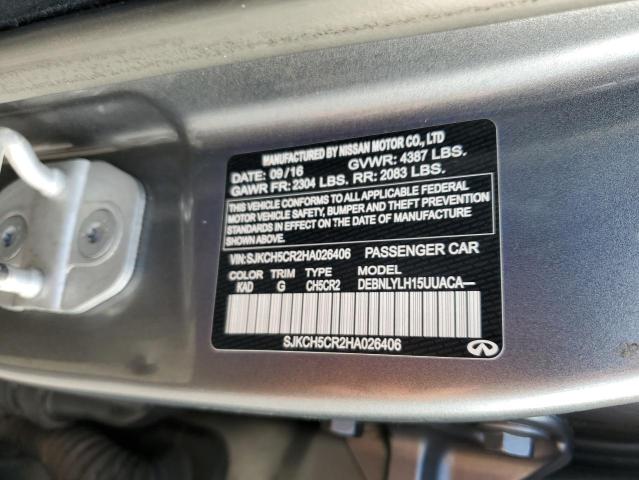 MANUFACTURED BY NISSAN MOTOR CO., LTD
DATE: 09/16 GVWR: 4387 LBS.
GAWR FR: 2304 LBS. RR: 2083 LBS.
THIS VEHICLE CONFORMS TO ALL APPLICABLE FEDERAL
MOTOR VEHICLE SAFETY, BUMPER AND THEFT PREVENTION
STANDARDS IN EFFECT ON THE DATE OF MANUFACTURE
SHOWN ABOVE.
VIN:SJKCH5CR2HA026406 PASSENGER CAR
COLOR TRIM TYPE MODEL
KAD G CH5CR2 DEBNLYLH15UUACA—
SJKCH5CR2HA026406